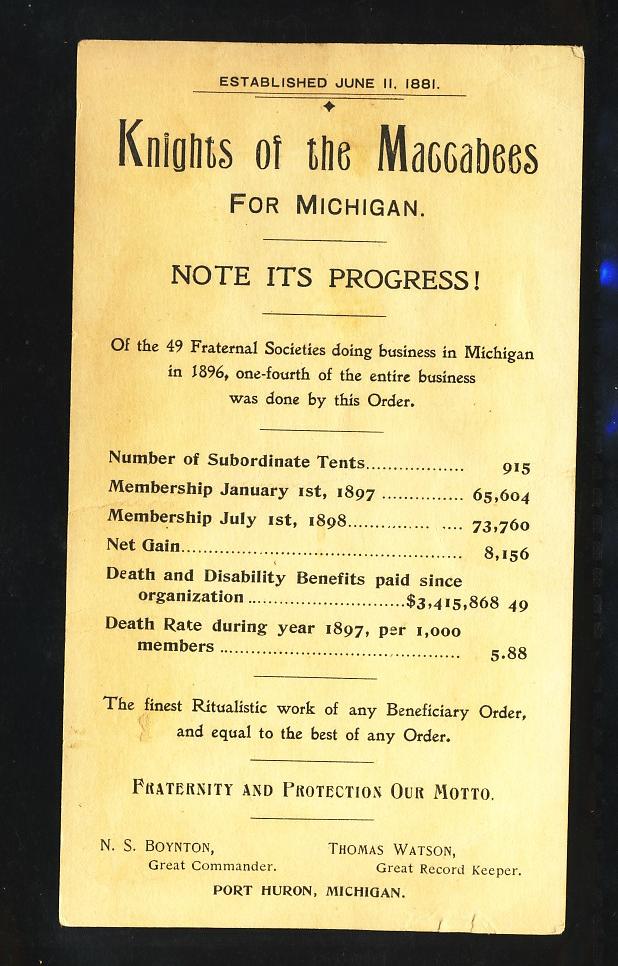 ESTABLISHED JUNE 11, 1881.
Knights of the Maccabees
FOR MICHIGAN.
NOTE ITS PROGRESS!
Of the 49 Fraternal Societies doing business in Michigan
in 1896, one-fourth of the entire business
was done by this Order.
Number of Subordinate Tents.................. 915
Membership January 1st, 1897 .............. 65,604
Membership July 1st, 1898.............. .... 73,760
Net Gain................................................. 8,156
Death and Disability Benefits paid since
organization ...........................$3,415,868 49
Death Rate during year 1897, per 1,000
members .......................................... 5.88
The finest Ritualistic work of any Beneficiary Order,
and equal to the best of any Order.
FRATERNITY AND PROTECTION OUR MOTTO.
N. S. BOYNTON, THOMAS WATSON,
Great Commander. Great Record Keeper.
PORT HURON, MICHIGAN.